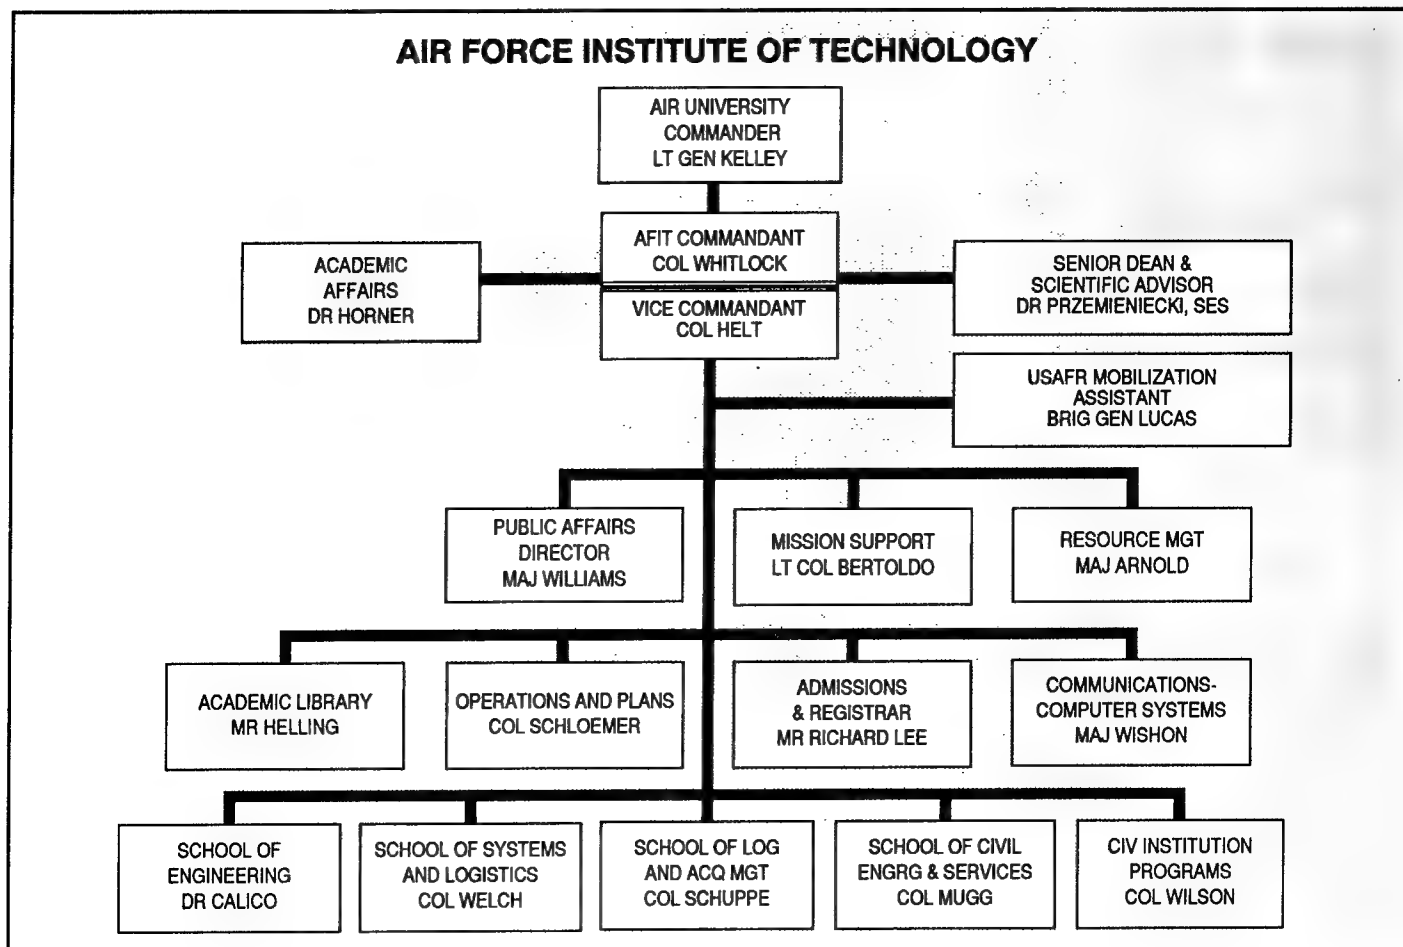 AIR FORCE INSTITUTE OF TECHNOLOGY
AIR UNIVERSITY
COMMANDER
LT GEN KELLEY
AFIT COMMANDANT
COL WHITLOCK
VICE COMMANDANT
COL HELT
ACADEMIC
AFFAIRS
DR HORNER
SENIOR DEAN &
SCIENTIFIC ADVISOR
DR PRZEMIENIECKI, SES
USAFR MOBILIZATION
ASSISTANT
BRIG GEN LUCAS
PUBLIC AFFAIRS
DIRECTOR
MAJ WILLIAMS
MISSION SUPPORT
LT COL BERTOLDO
RESOURCE MGT
MAJ ARNOLD
ACADEMIC LIBRARY
MR HELLING
OPERATIONS AND PLANS
COL SCHLOEMER
ADMISSIONS
& REGISTRAR
MR RICHARD LEE
COMMUNICATIONS-
COMPUTER SYSTEMS
MAJ WISHON
SCHOOL OF
ENGINEERING
DR CALICO
SCHOOL OF SYSTEMS
AND LOGISTICS
COL WELCH
SCHOOL OF LOG
AND ACQ MGT
COL SCHUPPE
SCHOOL OF CIVIL
ENGRG & SERVICES
COL MUGG
CIV INSTITUTION
PROGRAMS
COL WILSON